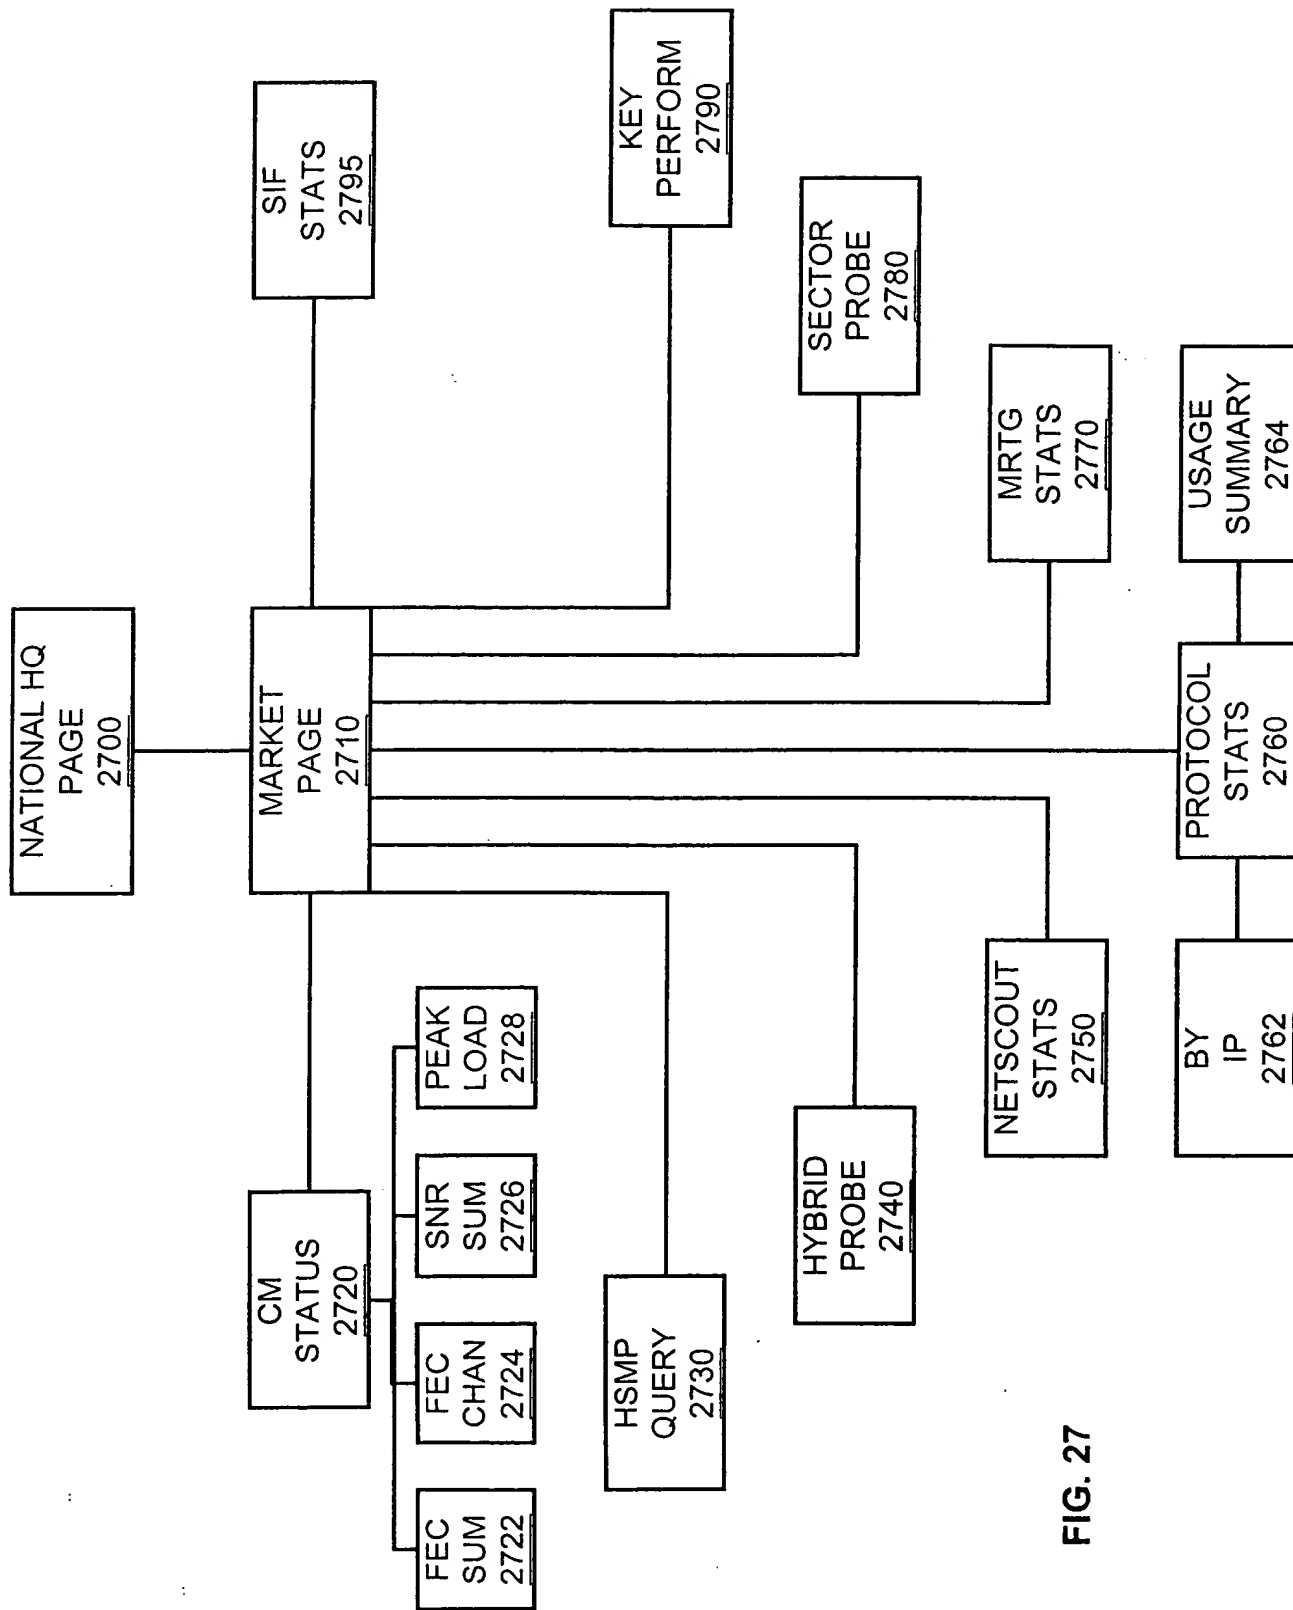 NATIONAL HQ
PAGE
2700
MARKET
PAGE
2710
CM
STATUS
2720
FEC
SUM
2722
FEC
CHAN
2724
SNR
SUM
2726
PEAK
LOAD
2728
HSMP
QUERY
2730
HYBRID
PROBE
2740
NETSCOUT
STATS
2750
BY
IP
2762
PROTOCOL
STATS
2760
USAGE
SUMMARY
2764
MRTG
STATS
2770
SECTOR
PROBE
2780
KEY
PERFORM
2790
SIF
STATS
2795
FIG. 27